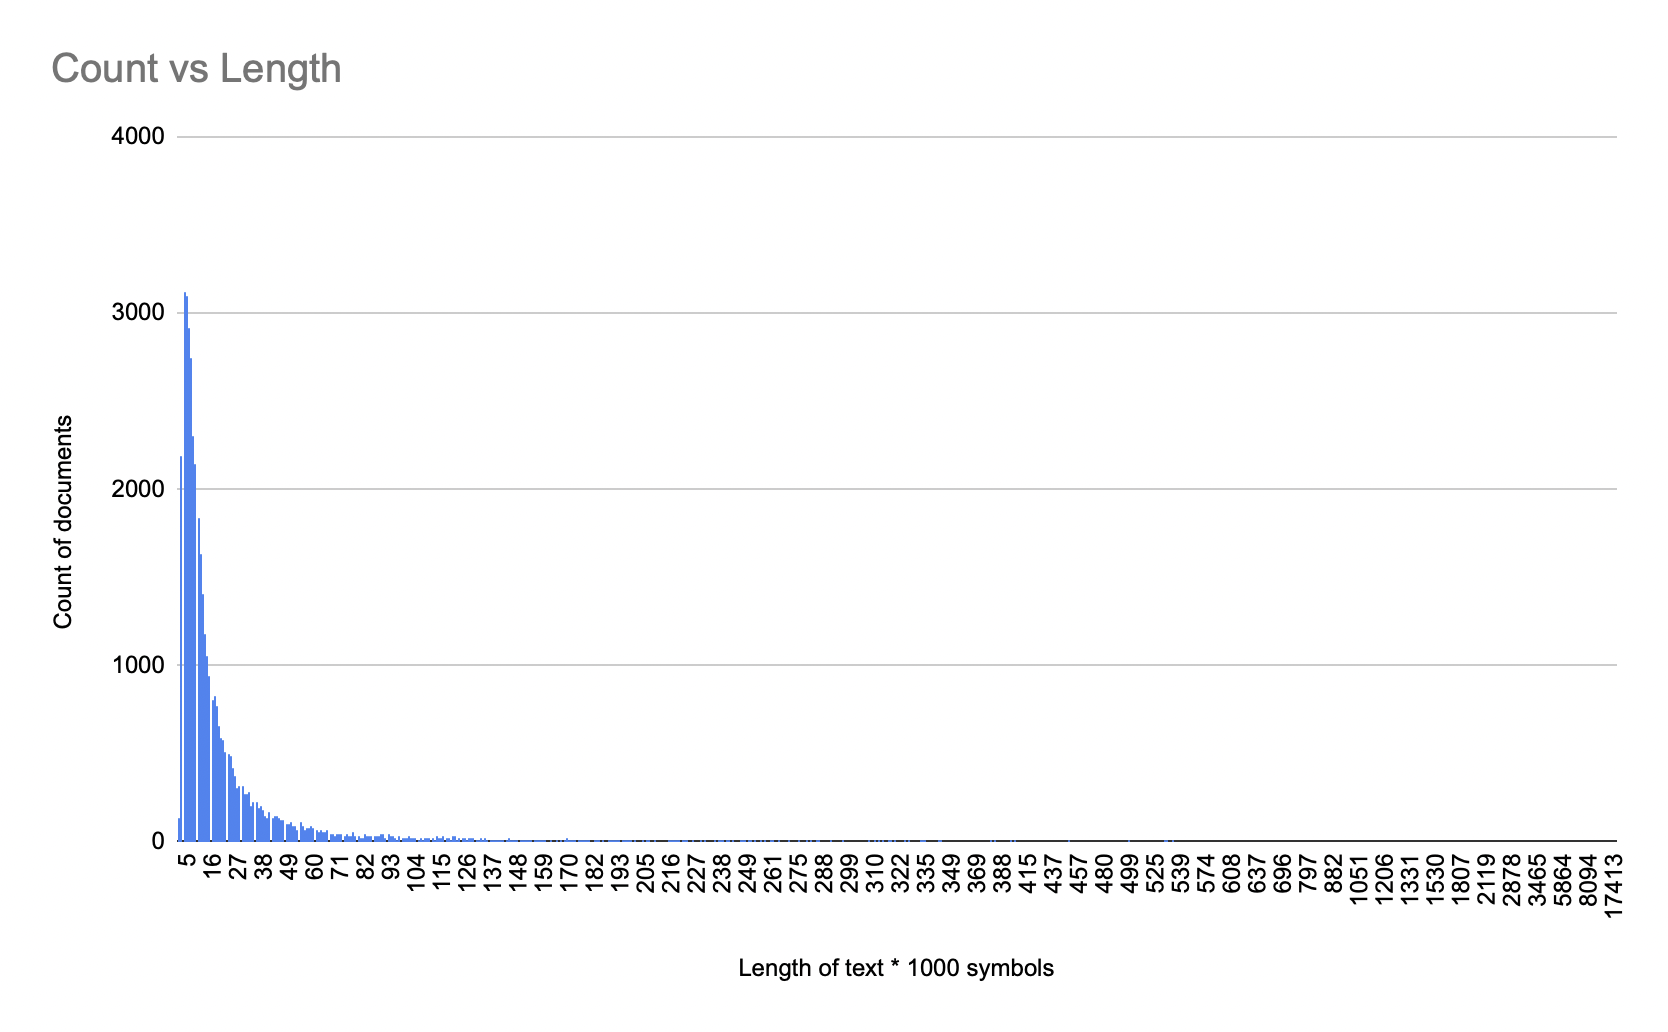 Count vs Length
4000
3000
2000
1000
0
Count of documents
5 16 27 38 49 60 71 82 93 104 115 126 137 148 159 170 182 193 205 216 227 238 249 261 275 288 299 310 322 335 349 369 388 415 437 457 480 499 525 539 574 608 637 696 797 882 1051 1206 1331 1530 1807 2119 2878 3465 5864 8094 17413
Length of text * 1000 symbols